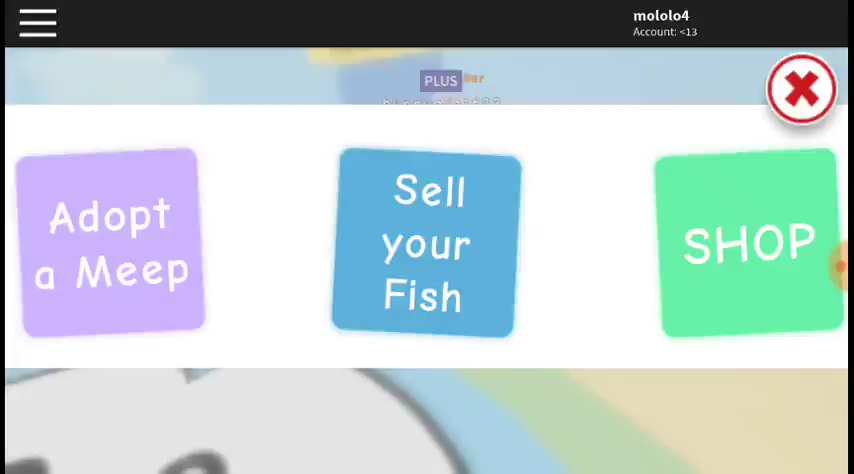 mololo4
Account: <13
PLUS
Adopt
a Meep
Sell
your
Fish
SHOP